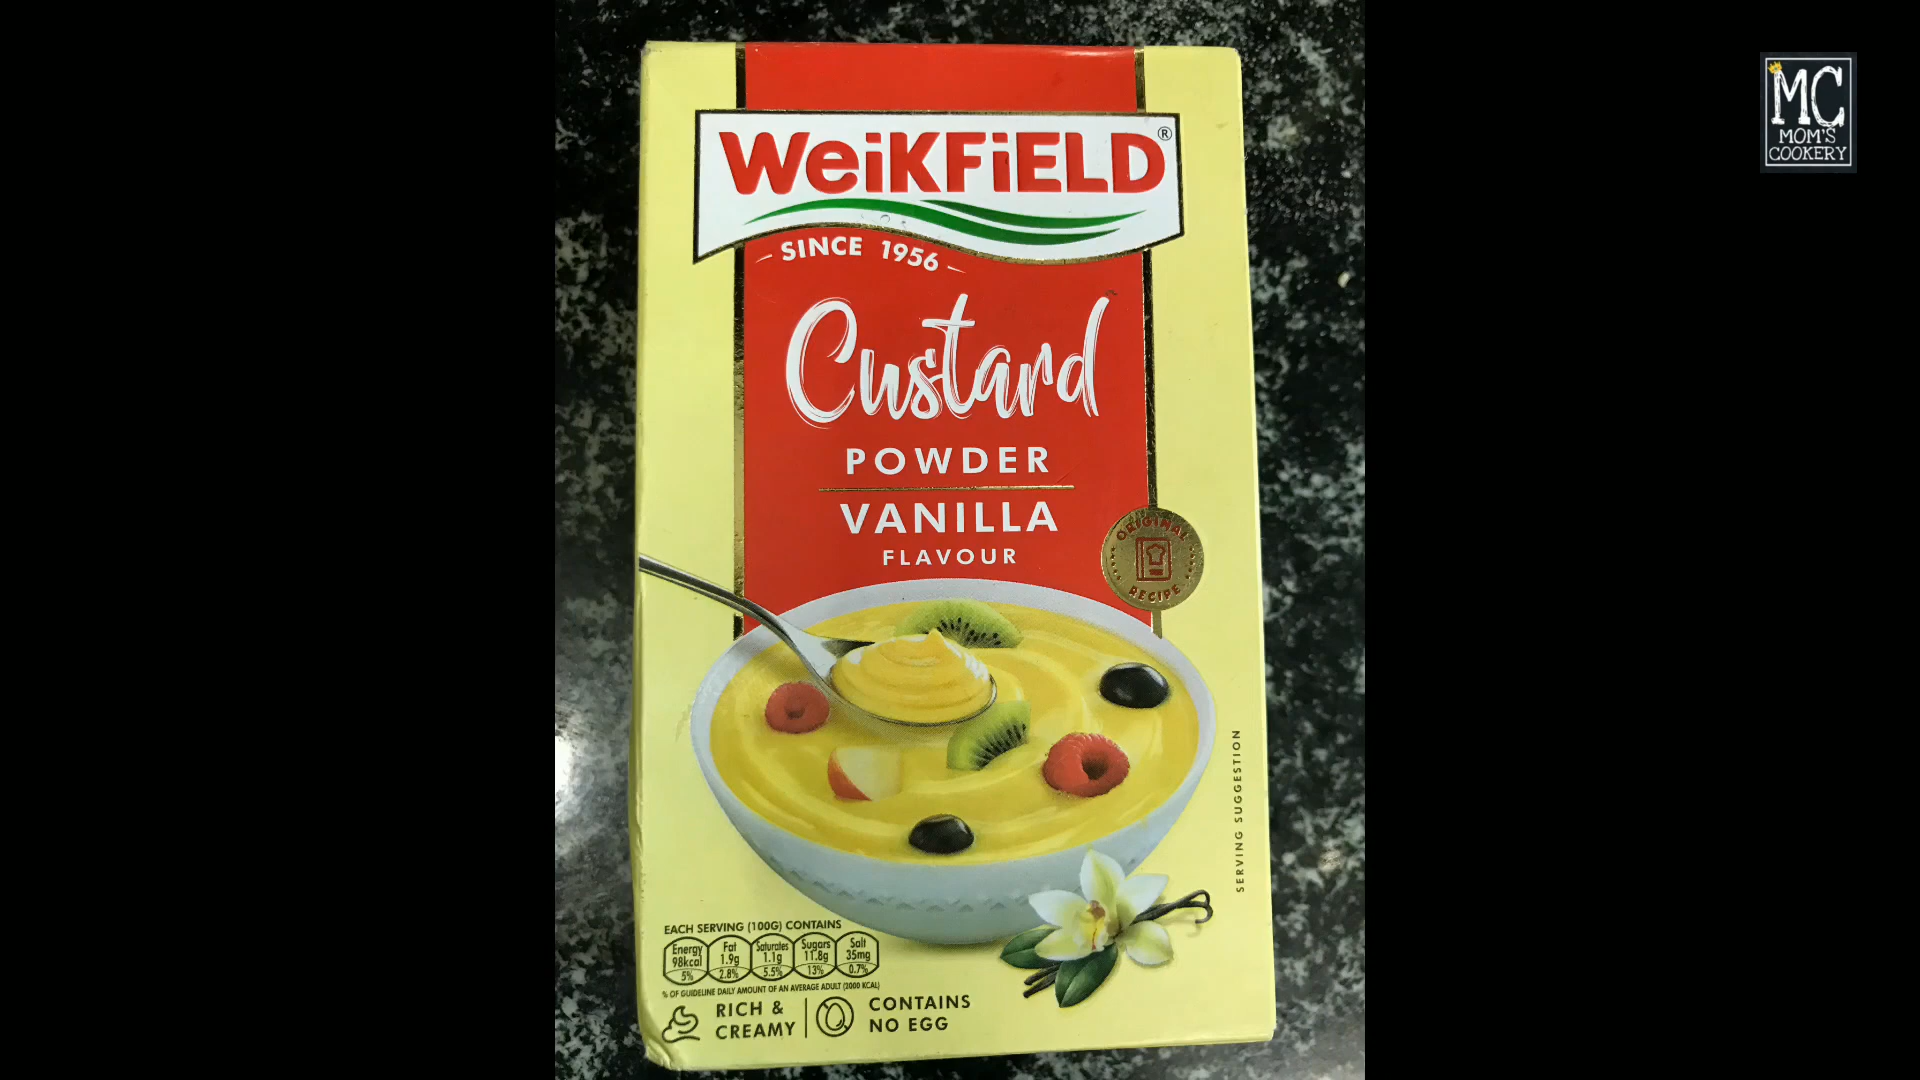 WeiKFiELD®
SINCE 1956
Custard
POWDER
VANILLA
FLAVOUR
ORIGINAL
RECIPE
SERVING SUGGESTION
EACH SERVING (100G) CONTAINS
Energy Fat Saturates Sugars Salt
98kcal 1.9g 1.1g 11.8g 35mg
5% 2.8% 5.5% 13% 0.7%
% OF GUIDELINE DAILY AMOUNT OF AN AVERAGE ADULT (2000 KCAL)
RICH &
CREAMY
CONTAINS
NO EGG
MC
MOM'S
COOKERY